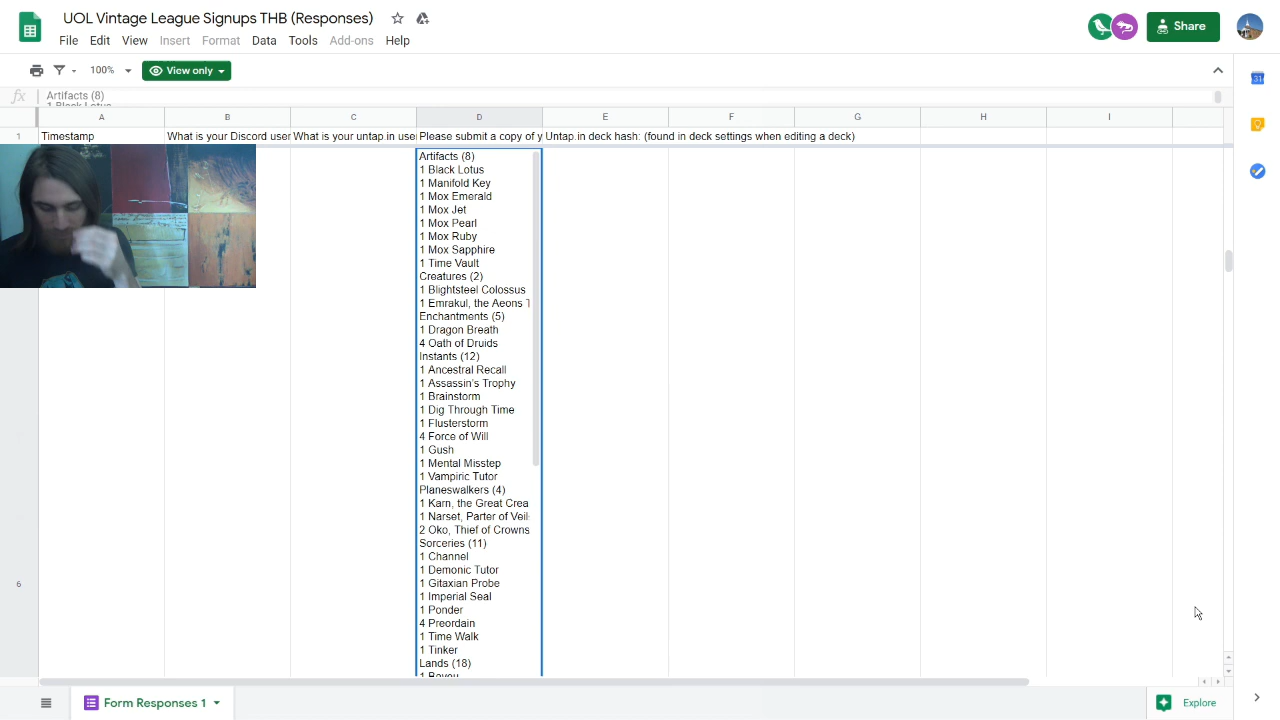 UOL Vintage League Signups THB (Responses)
File Edit View Insert Format Data Tools Add-ons Help
Share
100% View only
fx Artifacts (8)
1 Black Lotus
A B C D E F G H I
1 Timestamp What is your Discord user What is your untap.in user Please submit a copy of y Untap.in deck hash: (found in deck settings when editing a deck)
Artifacts (8)
1 Black Lotus
1 Manifold Key
1 Mox Emerald
1 Mox Jet
1 Mox Pearl
1 Mox Ruby
1 Mox Sapphire
1 Time Vault
Creatures (2)
1 Blightsteel Colossus
1 Emrakul, the Aeons T
Enchantments (5)
1 Dragon Breath
4 Oath of Druids
Instants (12)
1 Ancestral Recall
1 Assassin's Trophy
1 Brainstorm
1 Dig Through Time
1 Flusterstorm
4 Force of Will
1 Gush
1 Mental Misstep
1 Vampiric Tutor
Planeswalkers (4)
1 Karn, the Great Crea
1 Narset, Parter of Veil
2 Oko, Thief of Crowns
Sorceries (11)
1 Channel
1 Demonic Tutor
6
1 Gitaxian Probe
1 Imperial Seal
1 Ponder
4 Preordain
1 Time Walk
1 Tinker
Lands (18)
1 Bayou
Form Responses 1
Explore
31